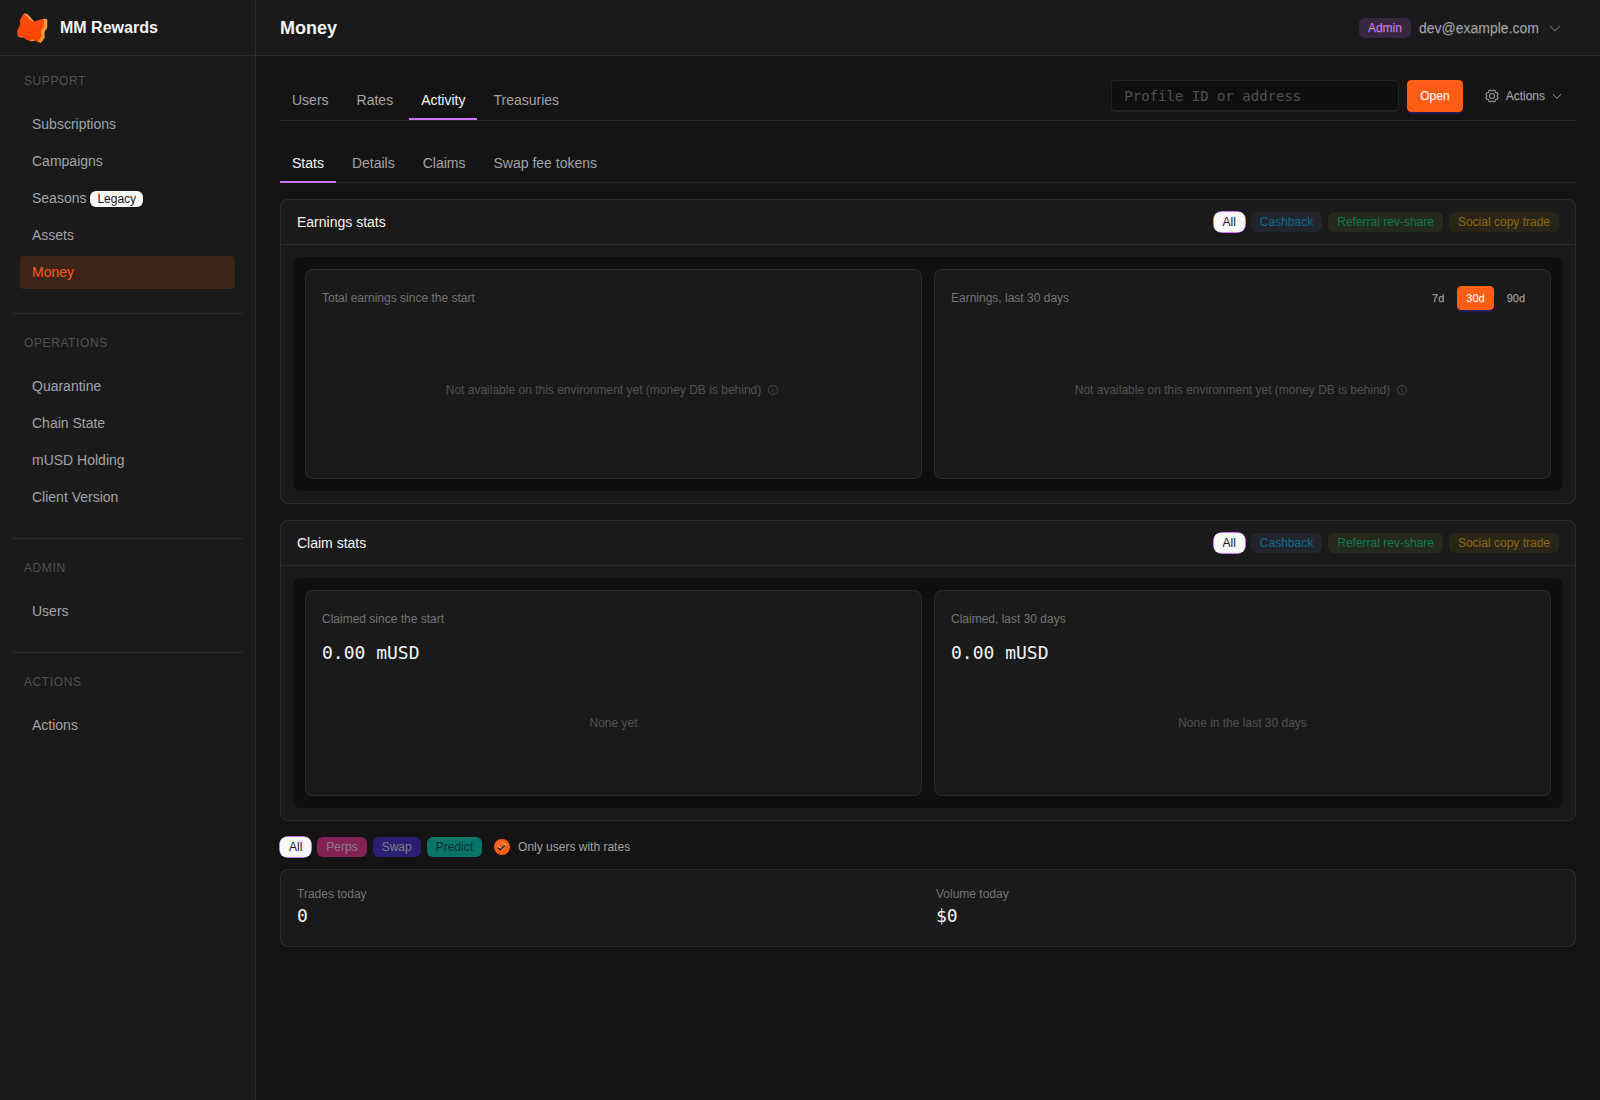 MM Rewards
Money
Admin
dev@example.com
SUPPORT
Subscriptions
Campaigns
Seasons Legacy
Assets
Money
OPERATIONS
Quarantine
Chain State
mUSD Holding
Client Version
ADMIN
Users
ACTIONS
Actions
Users Rates Activity Treasuries
Profile ID or address
Open
Actions
Stats Details Claims Swap fee tokens
Earnings stats
All Cashback Referral rev-share Social copy trade
Total earnings since the start
Not available on this environment yet (money DB is behind)
Earnings, last 30 days
7d 30d 90d
Not available on this environment yet (money DB is behind)
Claim stats
All Cashback Referral rev-share Social copy trade
Claimed since the start
0.00 mUSD
None yet
Claimed, last 30 days
0.00 mUSD
None in the last 30 days
All Perps Swap Predict Only users with rates
Trades today
0
Volume today
$0